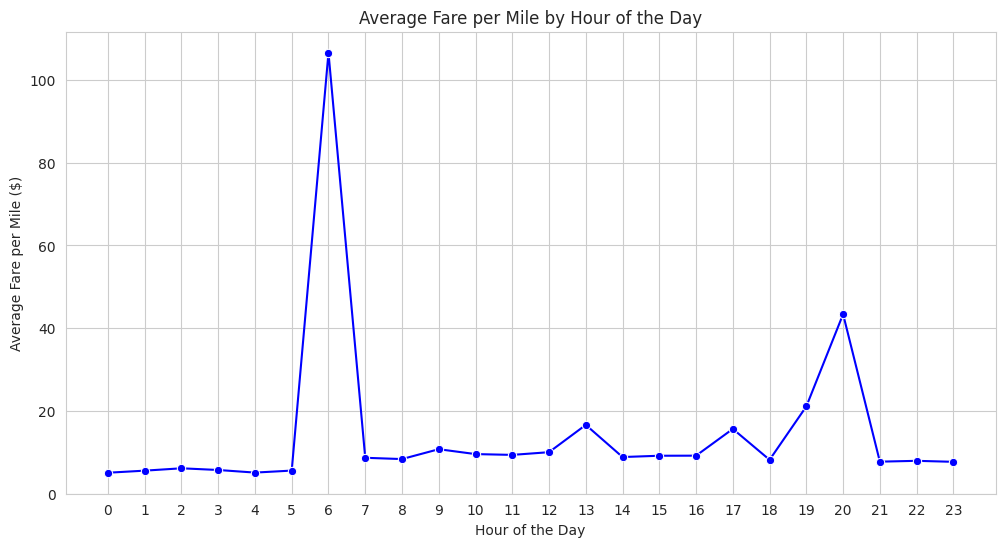 Average Fare per Mile by Hour of the Day
Average Fare per Mile ($)
100
80
60
40
20
0
0 1 2 3 4 5 6 7 8 9 10 11 12 13 14 15 16 17 18 19 20 21 22 23
Hour of the Day